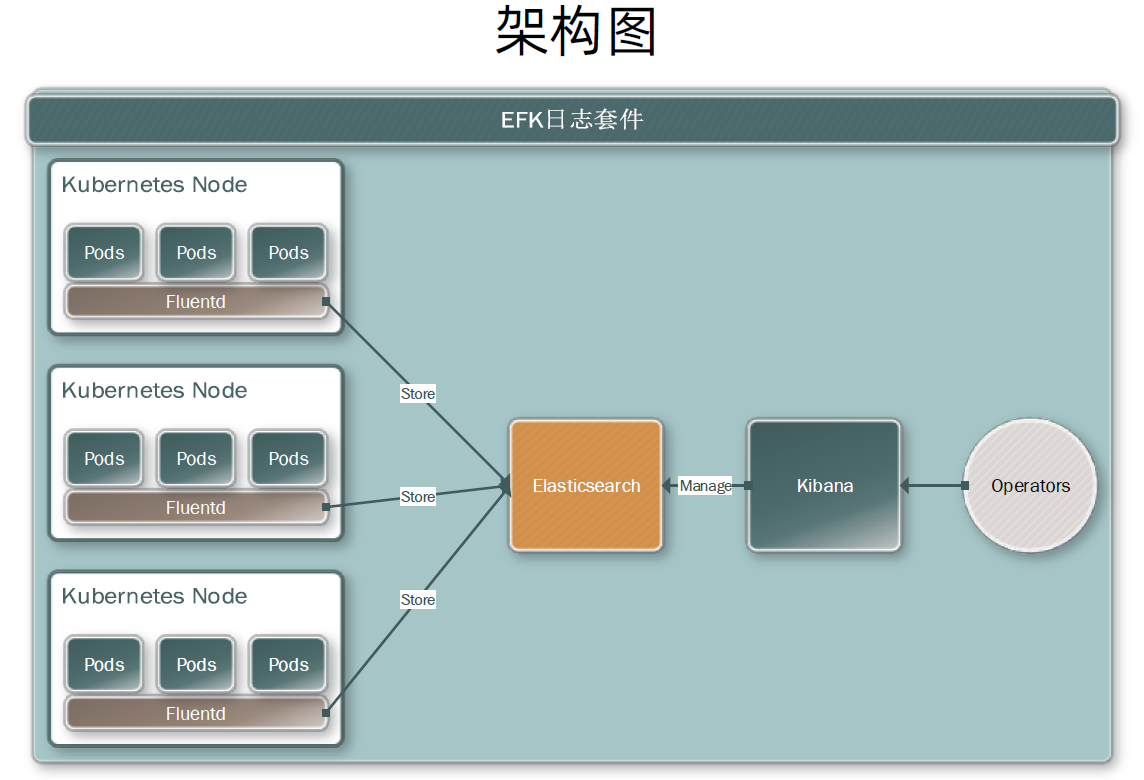 架构图
EFK日志套件
Kubernetes Node
Pods Pods Pods
Fluentd
Kubernetes Node
Pods Pods Pods
Fluentd
Kubernetes Node
Pods Pods Pods
Fluentd
Store
Store
Store
Elasticsearch
Manage
Kibana
Operators